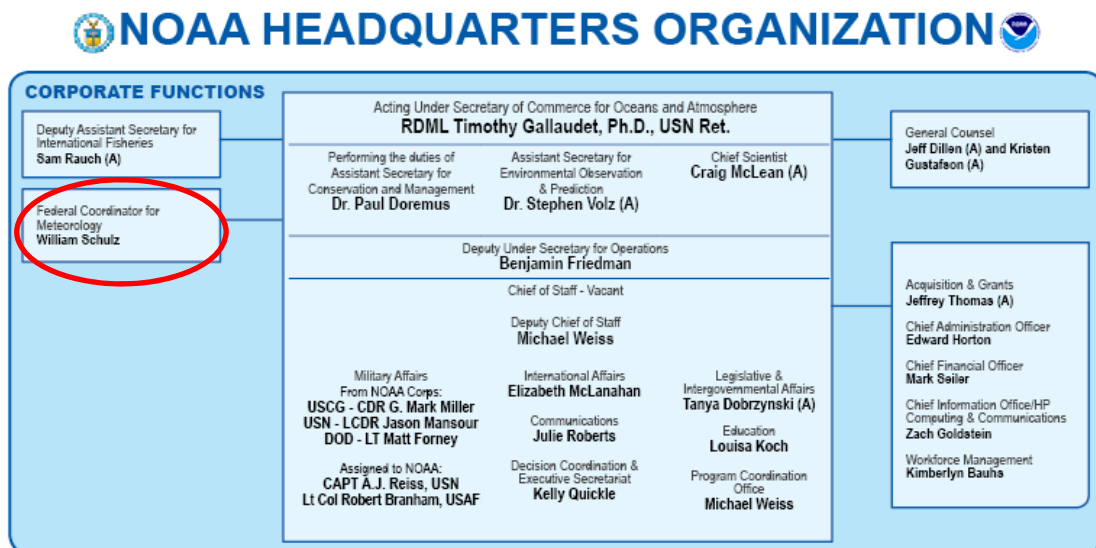 NOAA HEADQUARTERS ORGANIZATION
CORPORATE FUNCTIONS
Deputy Assistant Secretary for
International Fisheries
Sam Rauch (A)
Federal Coordinator for
Meteorology
William Schulz
Acting Under Secretary of Commerce for Oceans and Atmosphere
RDML Timothy Gallaudet, Ph.D., USN Ret.
Performing the duties of
Assistant Secretary for
Conservation and Management
Dr. Paul Doremus
Assistant Secretary for
Environmental Observation
& Prediction
Dr. Stephen Volz (A)
Chief Scientist
Craig McLean (A)
Deputy Under Secretary for Operations
Benjamin Friedman
Chief of Staff - Vacant
Deputy Chief of Staff
Michael Weiss
Military Affairs
From NOAA Corps:
USCG - CDR G. Mark Miller
USN - LCDR Jason Mansour
DOD - LT Matt Forney
Assigned to NOAA:
CAPT A.J. Reiss, USN
Lt Col Robert Branham, USAF
International Affairs
Elizabeth McLanahan
Communications
Julie Roberts
Decision Coordination &
Executive Secretariat
Kelly Quickle
Legislative &
Intergovernmental Affairs
Tanya Dobrzynski (A)
Education
Louisa Koch
Program Coordination
Office
Michael Weiss
General Counsel
Jeff Dillen (A) and Kristen
Gustafson (A)
Acquisition & Grants
Jeffrey Thomas (A)
Chief Administration Officer
Edward Horton
Chief Financial Officer
Mark Seiler
Chief Information Office/HP
Computing & Communications
Zach Goldstein
Workforce Management
Kimberlyn Bauhs